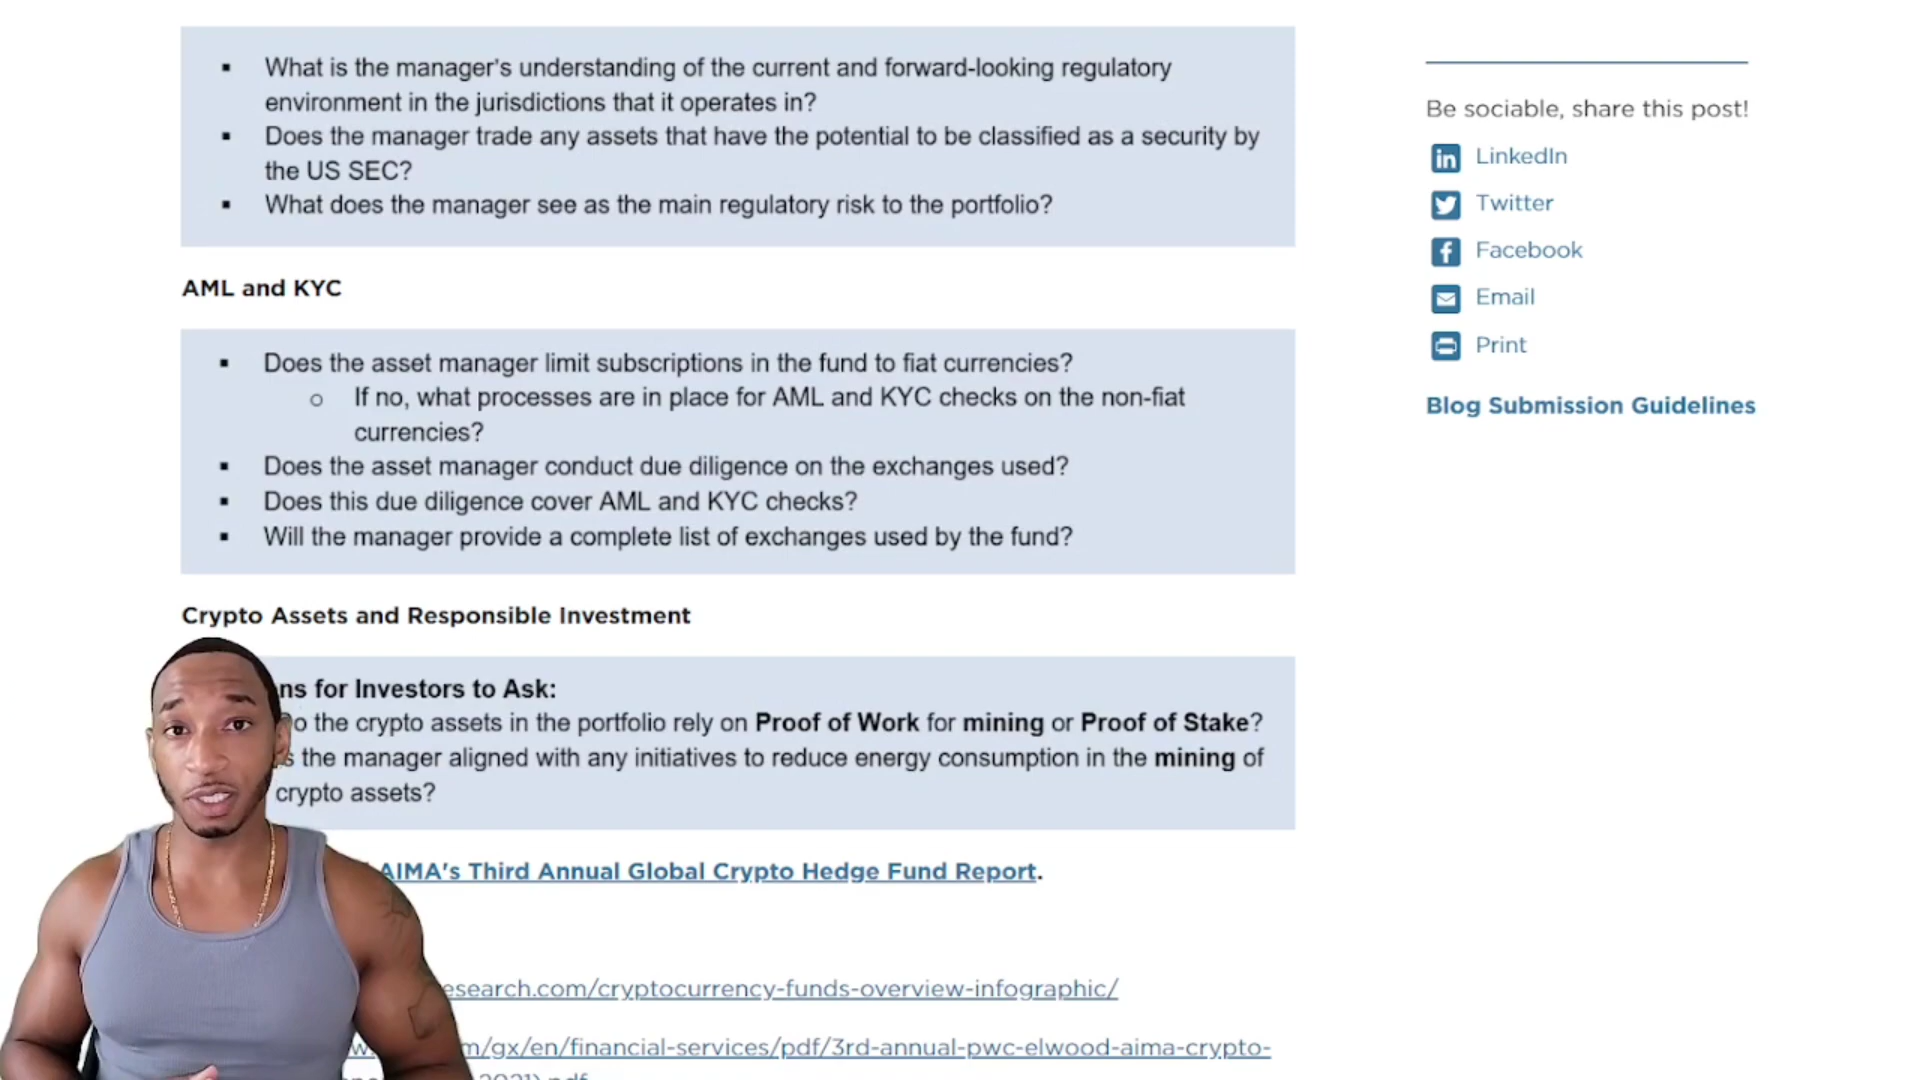 ▪ What is the manager's understanding of the current and forward-looking regulatory
environment in the jurisdictions that it operates in?
▪ Does the manager trade any assets that have the potential to be classified as a security by
the US SEC?
▪ What does the manager see as the main regulatory risk to the portfolio?
AML and KYC
▪ Does the asset manager limit subscriptions in the fund to fiat currencies?
o If no, what processes are in place for AML and KYC checks on the non-fiat
currencies?
▪ Does the asset manager conduct due diligence on the exchanges used?
▪ Does this due diligence cover AML and KYC checks?
▪ Will the manager provide a complete list of exchanges used by the fund?
Crypto Assets and Responsible Investment
ns for Investors to Ask:
Do the crypto assets in the portfolio rely on Proof of Work for mining or Proof of Stake?
the manager aligned with any initiatives to reduce energy consumption in the mining of
crypto assets?
AIMA's Third Annual Global Crypto Hedge Fund Report.
esearch.com/cryptocurrency-funds-overview-infographic/
m/gx/en/financial-services/pdf/3rd-annual-pwc-elwood-aima-crypto-
Be sociable, share this post!
LinkedIn
Twitter
Facebook
Email
Print
Blog Submission Guidelines